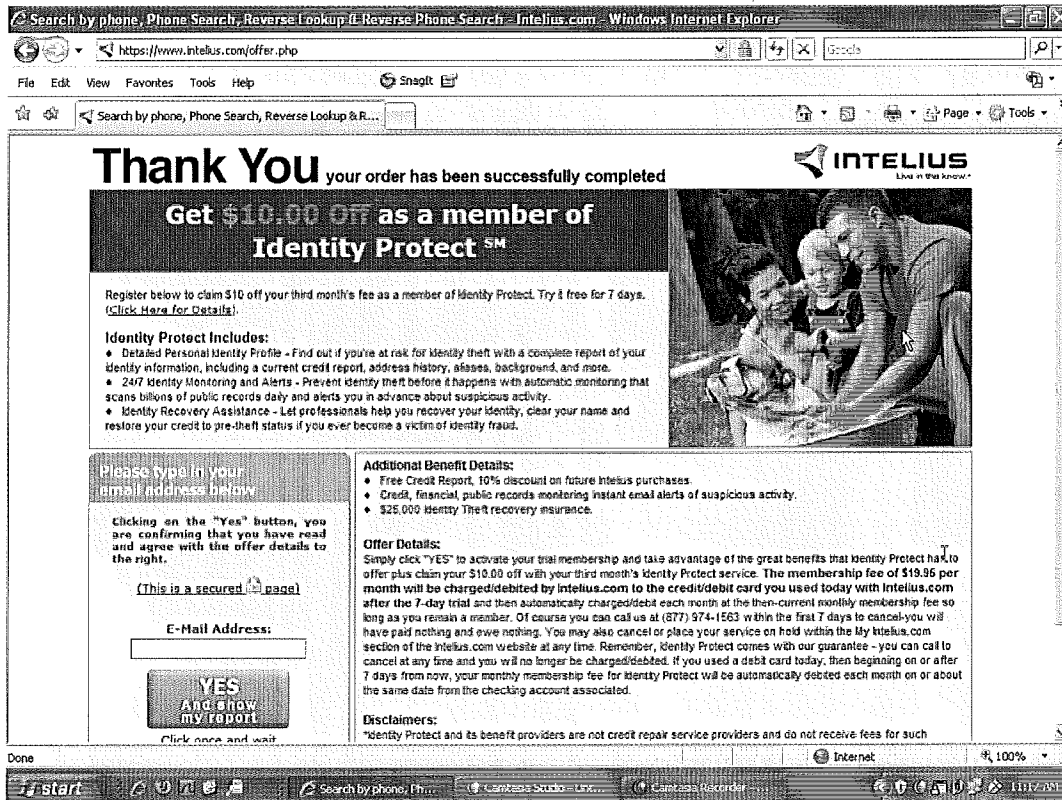 Search by phone, Phone Search, Reverse Lookup & Reverse Phone Search - Intelius.com - Windows Internet Explorer
https://www.intelius.com/offer.php
Google
File Edit View Favorites Tools Help SnagIt
Search by phone, Phone Search, Reverse Lookup & R...
Page Tools
Thank You your order has been successfully completed
INTELIUS
Live in the know.
Get $10.00 Off as a member of
Identity Protect SM
Register below to claim $10 off your third month's fee as a member of Identity Protect. Try it free for 7 days.
(Click Here for Details).
Identity Protect Includes:
• Detailed Personal Identity Profile - Find out if you're at risk for identity theft with a complete report of your
identity information, including a current credit report, address history, aliases, background, and more.
• 24/7 Identity Monitoring and Alerts - Prevent identity theft before it happens with automatic monitoring that
scans billions of public records daily and alerts you in advance about suspicious activity.
• Identity Recovery Assistance - Let professionals help you recover your identity, clear your name and
restore your credit to pre-theft status if you ever become a victim of identity fraud.
Please type in your
email address below
Clicking on the "Yes" button, you
are confirming that you have read
and agree with the offer details to
the right.
(This is a secured page)
E-Mail Address:
YES
And show
my report
Click once and wait
Additional Benefit Details:
• Free Credit Report, 10% discount on future Intelius purchases.
• Credit, financial, public records monitoring instant email alerts of suspicious activity.
• $25,000 Identity Theft recovery insurance.
Offer Details:
Simply click "YES" to activate your trial membership and take advantage of the great benefits that Identity Protect has to
offer plus claim your $10.00 off with your third month's Identity Protect service. The membership fee of $19.95 per
month will be charged/debited by Intelius.com to the credit/debit card you used today with Intelius.com
after the 7-day trial and then automatically charged/debit each month at the then-current monthly membership fee so
long as you remain a member. Of course you can call us at (877) 974-1563 within the first 7 days to cancel-you will
have paid nothing and owe nothing. You may also cancel or place your service on hold within the My Intelius.com
section of the Intelius.com website at any time. Remember, Identity Protect comes with our guarantee - you can call to
cancel at any time and you will no longer be charged/debited. If you used a debit card today, then beginning on or after
7 days from now, your monthly membership fee for Identity Protect will be automatically debited each month on or about
the same date from the checking account associated.
Disclaimers:
*Identity Protect and its benefit providers are not credit repair service providers and do not receive fees for such
Done Internet 100%
start Search by phone, Ph... Camtasia Studio - Camtasia Recorder